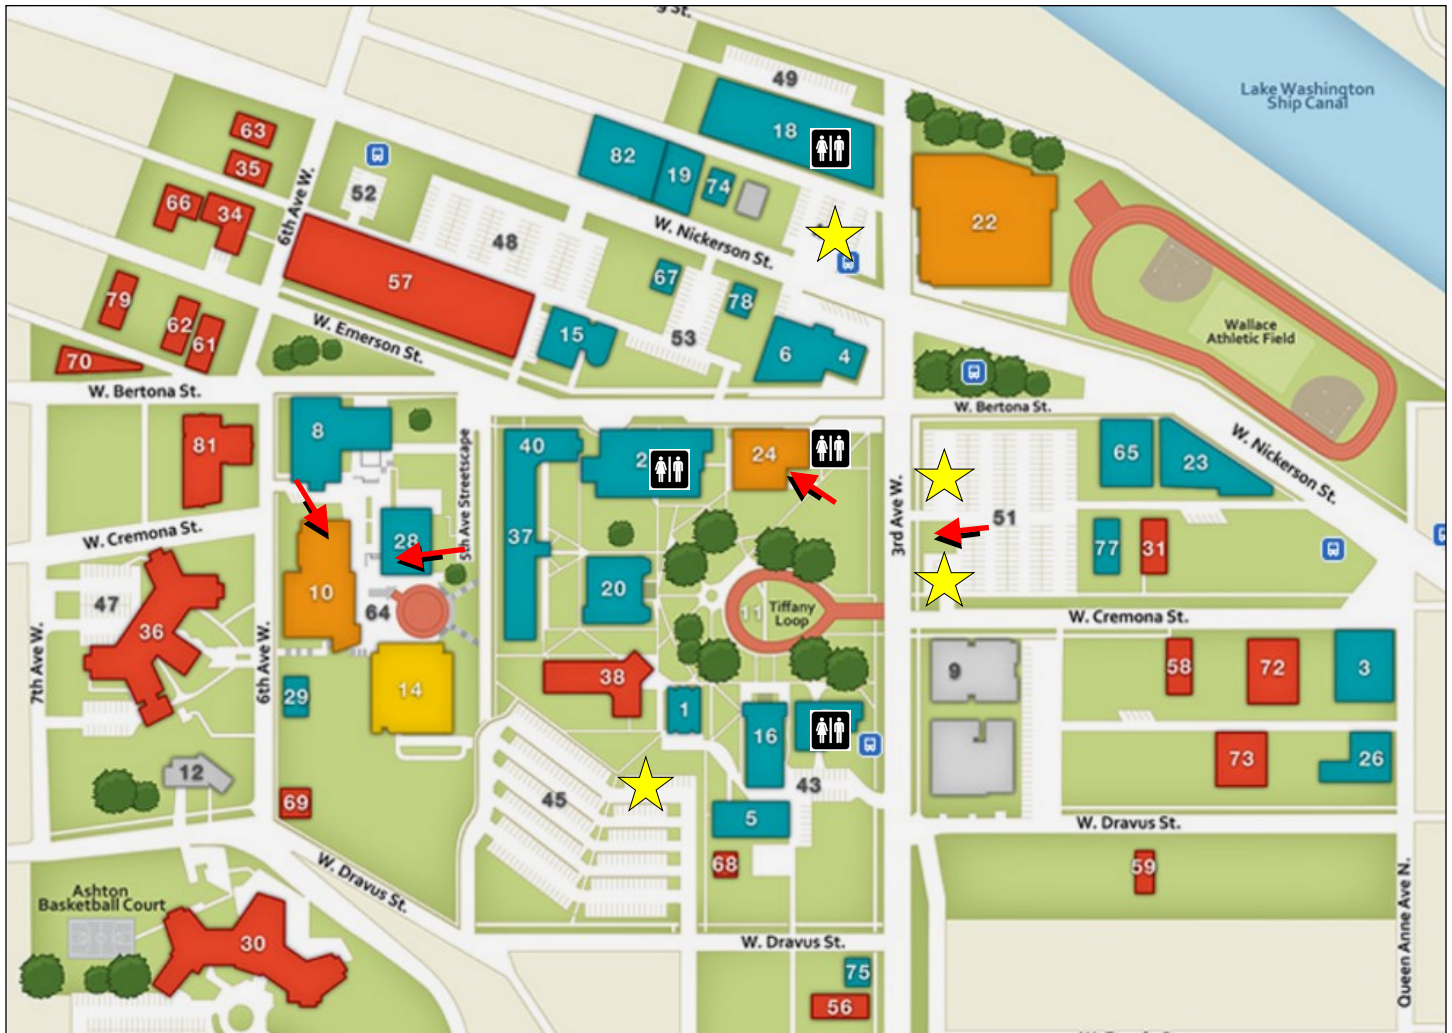 g St.
49
Lake Washington
Ship Canal
18
63
82
35
19
74
52
66
34
6th Ave W.
W. Nickerson St.
22
48
67
57
78
79
53
62
61
W. Emerson St.
15
Wallace
Athletic Field
6
4
70
W. Bertona St.
W. Bertona St.
81
8
40
2
24
65
23
W. Nickerson St.
5th Ave Streetscape
3rd Ave W.
51
W. Cremona St.
28
37
77
31
10
20
47
64
11
Tiffany
Loop
W. Cremona St.
36
7th Ave W.
6th Ave W.
38
9
58
72
3
29
14
1
16
12
43
73
26
69
45
5
W. Dravus St.
68
59
W. Dravus St.
Ashton
Basketball Court
30
W. Dravus St.
75
56
Queen Anne Ave N.